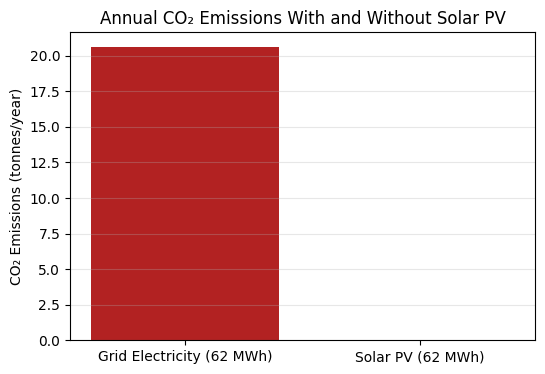 Annual CO₂ Emissions With and Without Solar PV
CO₂ Emissions (tonnes/year)
20.0
17.5
15.0
12.5
10.0
7.5
5.0
2.5
0.0
Grid Electricity (62 MWh)
Solar PV (62 MWh)